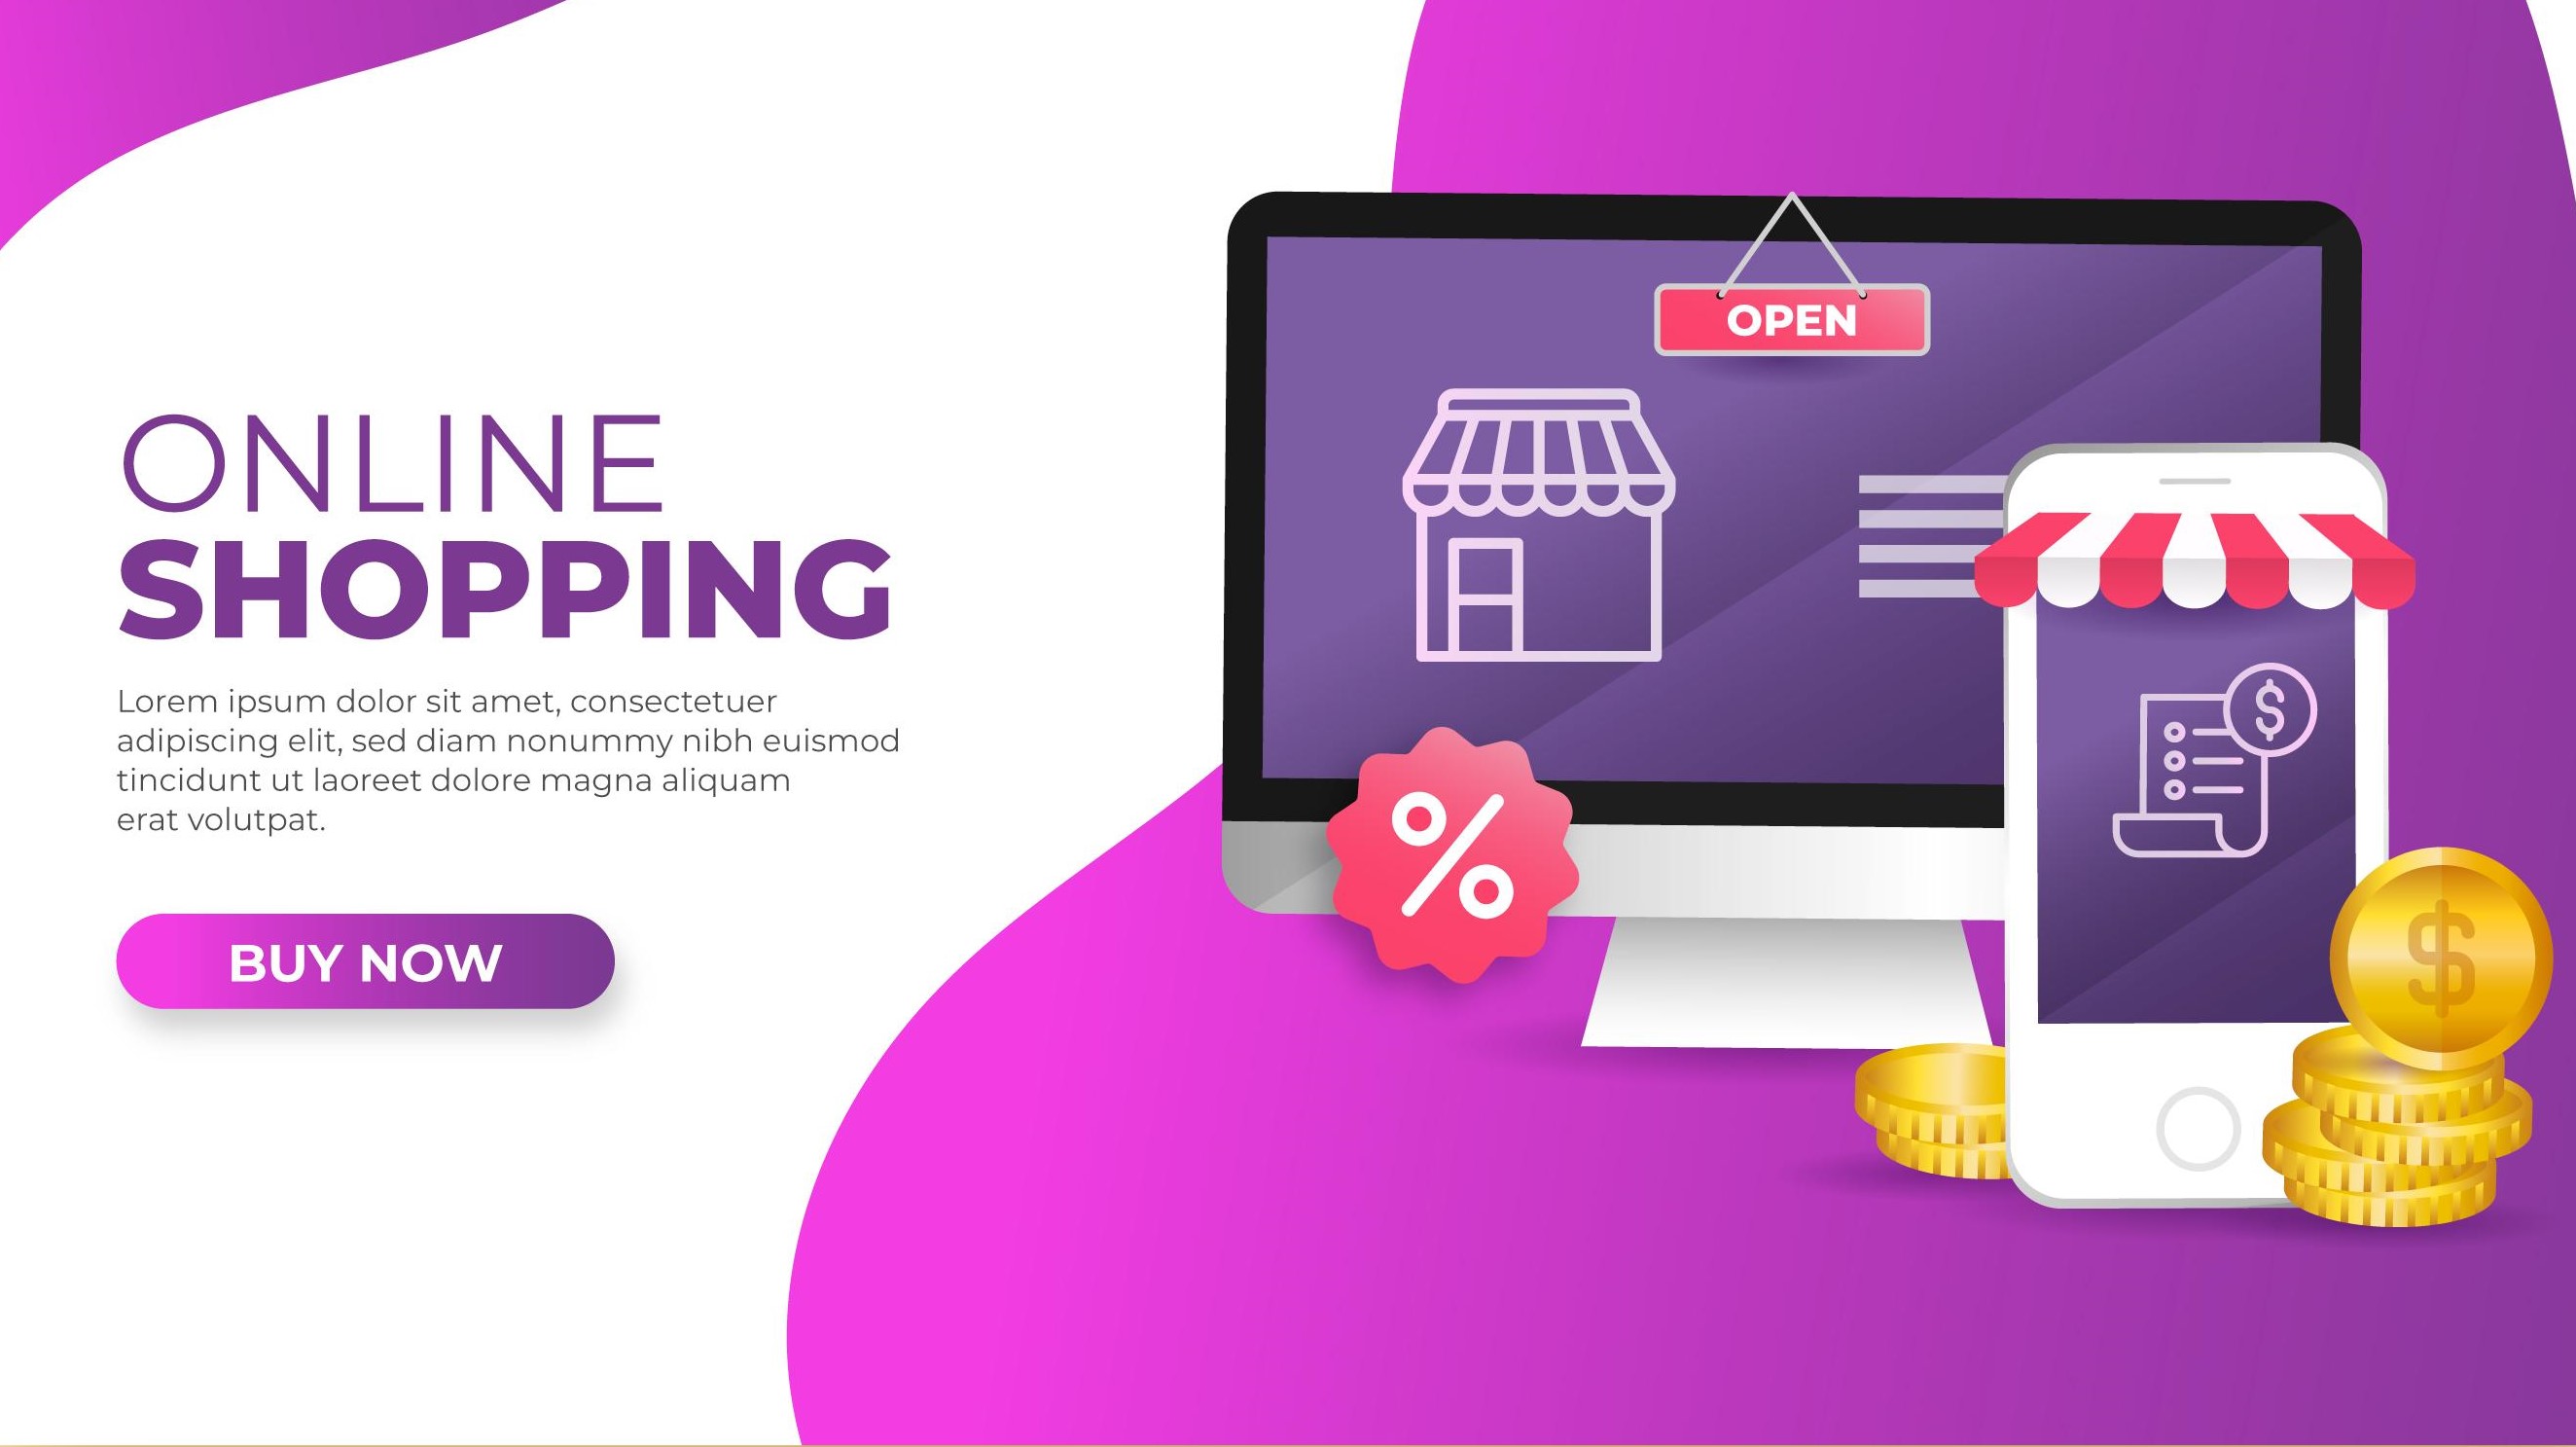 ONLINE
SHOPPING
Lorem ipsum dolor sit amet, consectetuer
adipiscing elit, sed diam nonummy nibh euismod
tincidunt ut laoreet dolore magna aliquam
erat volutpat.
BUY NOW
OPEN
%
$
$